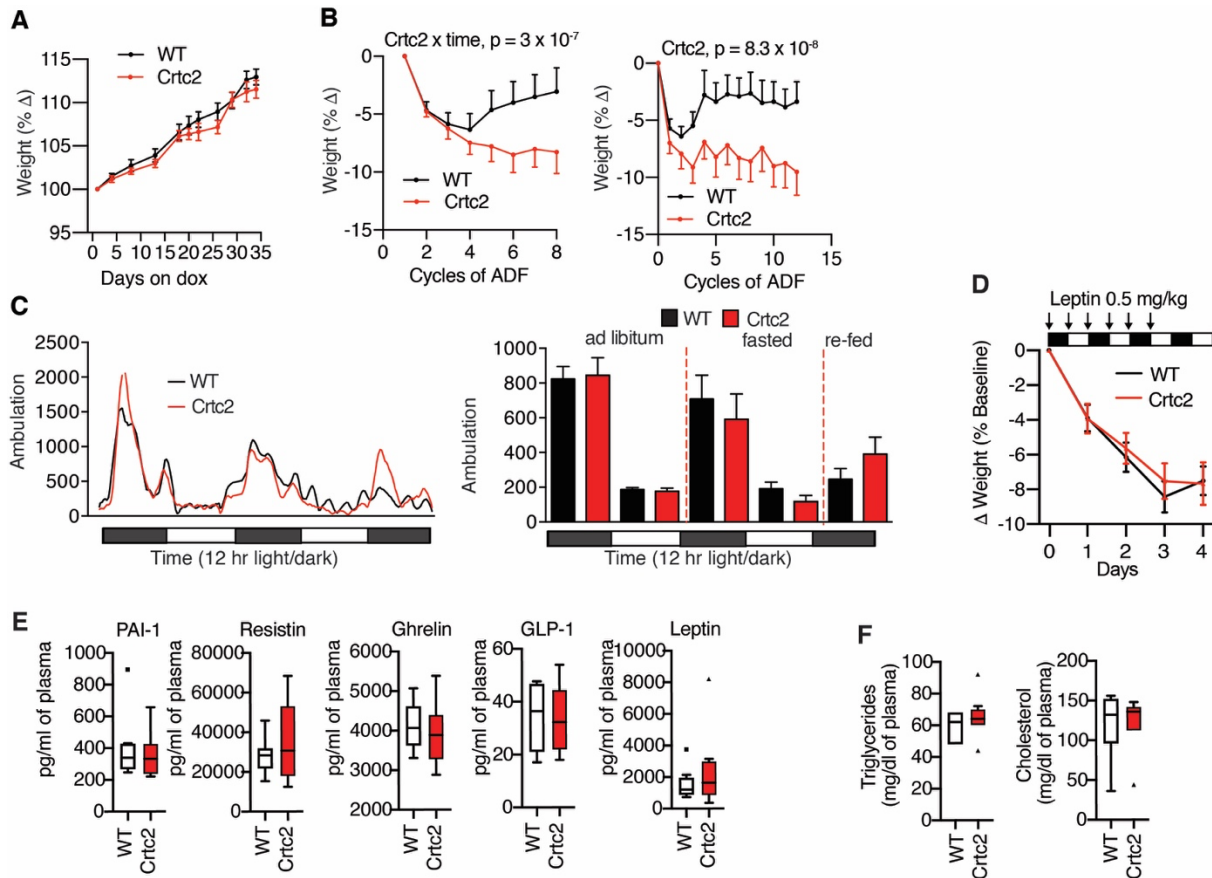 A
WT
Crtc2
Weight (% Δ)
115
110
105
100
95
0 5 10 15 20 25 30 35
Days on dox
B
Crtc2 x time, p = 3 x 10⁻⁷
Weight (% Δ)
0
-5
-10
-15
WT
Crtc2
0 2 4 6 8
Cycles of ADF
Crtc2, p = 8.3 x 10⁻⁸
Weight (% Δ)
0
-5
-10
-15
WT
Crtc2
0 5 10 15
Cycles of ADF
C
Ambulation
2500
2000
1500
1000
500
0
WT
Crtc2
Time (12 hr light/dark)
WT Crtc2
ad libitum fasted re-fed
Ambulation
1000
800
600
400
200
0
Time (12 hr light/dark)
D
Leptin 0.5 mg/kg
Δ Weight (% Baseline)
0
-2
-4
-6
-8
-10
WT
Crtc2
0 1 2 3 4
Days
E
PAI-1
pg/ml of plasma
1000
800
600
400
200
0
WT
Crtc2
Resistin
pg/ml of plasma
80000
60000
40000
20000
0
WT
Crtc2
Ghrelin
pg/ml of plasma
6000
5000
4000
3000
2000
WT
Crtc2
GLP-1
pg/ml of plasma
60
40
20
0
WT
Crtc2
Leptin
pg/ml of plasma
10000
8000
6000
4000
2000
0
WT
Crtc2
F
Triglycerides
(mg/dl of plasma)
100
80
60
40
20
0
WT
Crtc2
Cholesterol
(mg/dl of plasma)
200
150
100
50
0
WT
Crtc2